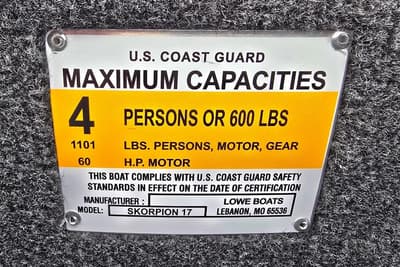 U.S. COAST GUARD
MAXIMUM CAPACITIES
4 PERSONS OR 600 LBS
1101 LBS. PERSONS, MOTOR, GEAR
60 H.P. MOTOR
THIS BOAT COMPLIES WITH U.S. COAST GUARD SAFETY
STANDARDS IN EFFECT ON THE DATE OF CERTIFICATION
MANUFACTURER : LOWE BOATS
MODEL: SKORPION 17 LEBANON, MO 65536